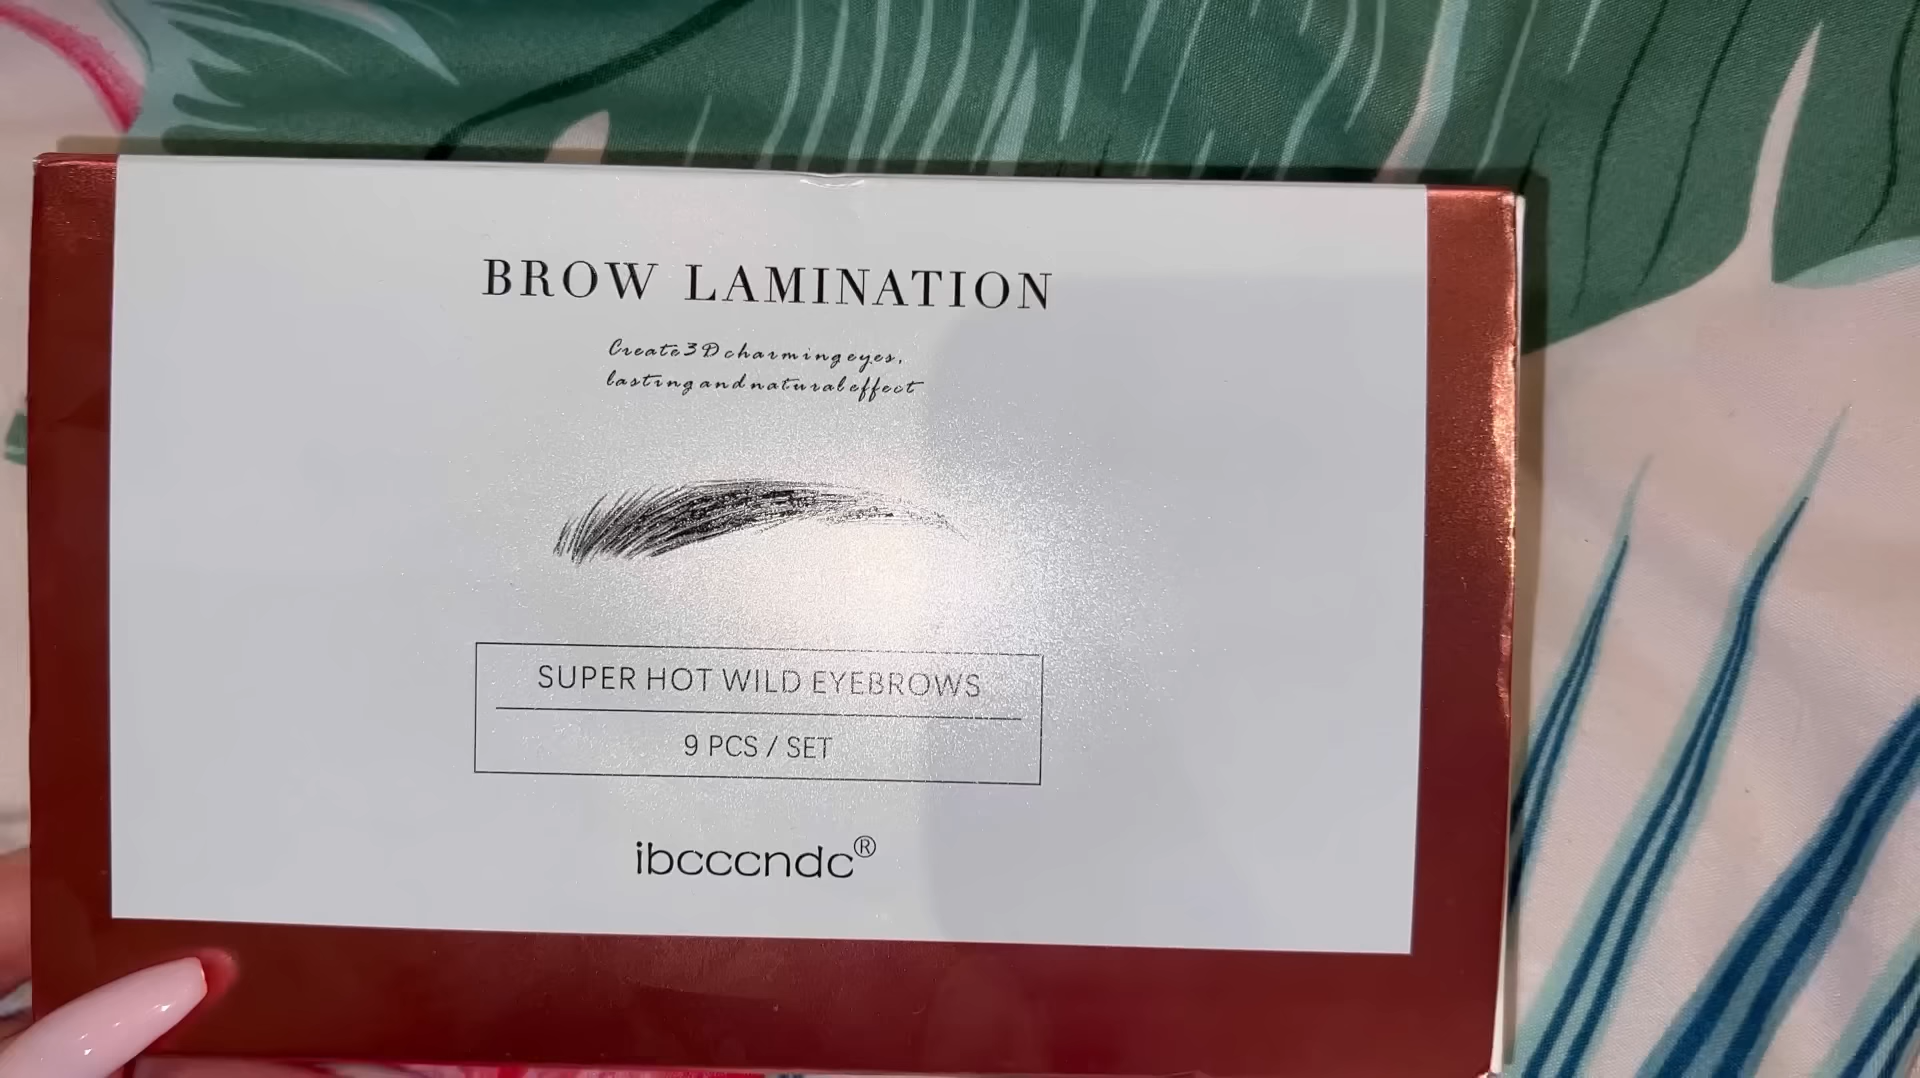 BROW LAMINATION
Create3Dcharmingeyes,
lastingandnaturaleffect
SUPER HOT WILD EYEBROWS
9 PCS / SET
ibcccndc®